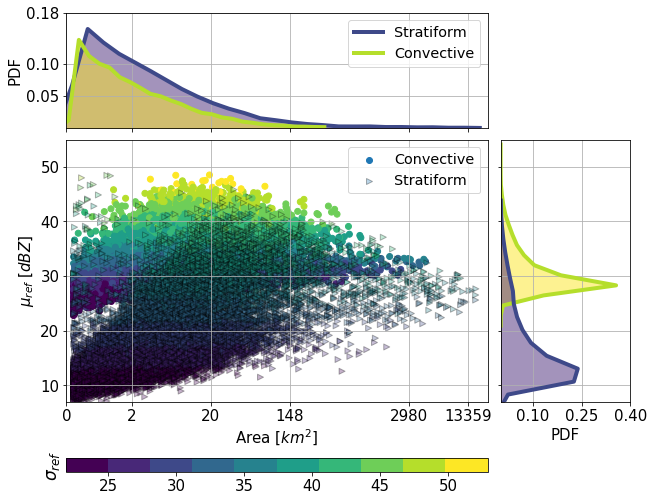 0.18
0.10
0.05
PDF
Stratiform
Convective
50
40
30
20
10
μref [dBZ]
Convective
Stratiform
0 2 20 148 2980 13359
Area [km²]
0.10 0.25 0.40
PDF
σref
25 30 35 40 45 50